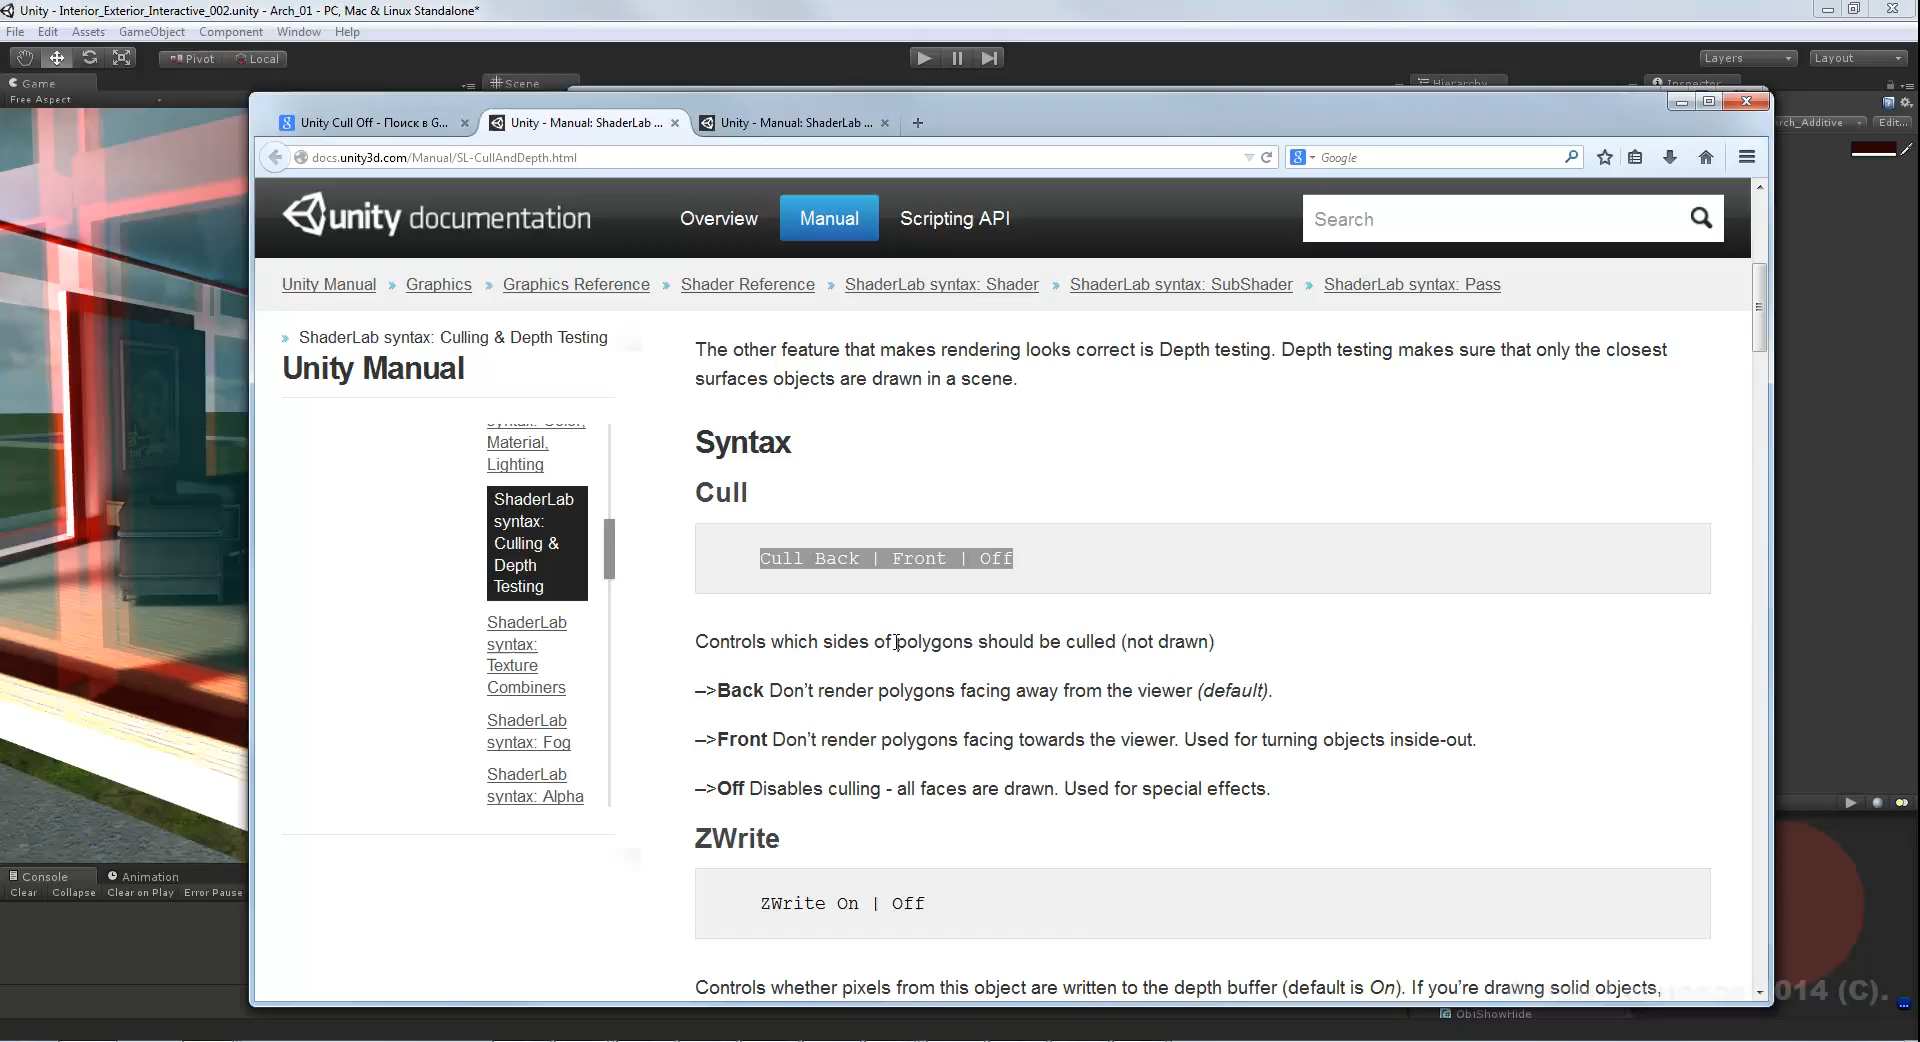 Unity - Interior_Exterior_Interactive_002.unity - Arch_01 - PC, Mac & Linux Standalone*
File Edit Assets GameObject Component Window Help
Pivot Local Layers Layout
Game Scene Hierarchy Inspector
Free Aspect
Unity Cull Off - Поиск в G... Unity - Manual: ShaderLab ... Unity - Manual: ShaderLab ...
rch_Additive Edit...
docs.unity3d.com/Manual/SL-CullAndDepth.html Google
unity documentation Overview Manual Scripting API Search
Unity Manual » Graphics » Graphics Reference » Shader Reference » ShaderLab syntax: Shader » ShaderLab syntax: SubShader » ShaderLab syntax: Pass
» ShaderLab syntax: Culling & Depth Testing
Unity Manual
syntax: Color,
Material,
Lighting
ShaderLab
syntax:
Culling &
Depth
Testing
ShaderLab
syntax:
Texture
Combiners
ShaderLab
syntax: Fog
ShaderLab
syntax: Alpha
The other feature that makes rendering looks correct is Depth testing. Depth testing makes sure that only the closest
surfaces objects are drawn in a scene.
Syntax
Cull
Cull Back | Front | Off
Controls which sides of polygons should be culled (not drawn)
–>Back Don’t render polygons facing away from the viewer (default).
–>Front Don’t render polygons facing towards the viewer. Used for turning objects inside-out.
–>Off Disables culling - all faces are drawn. Used for special effects.
ZWrite
ZWrite On | Off
Controls whether pixels from this object are written to the depth buffer (default is On). If you’re drawng solid objects,
Console Animation
Clear Collapse Clear on Play Error Pause
014 (C).
ObjShowHide